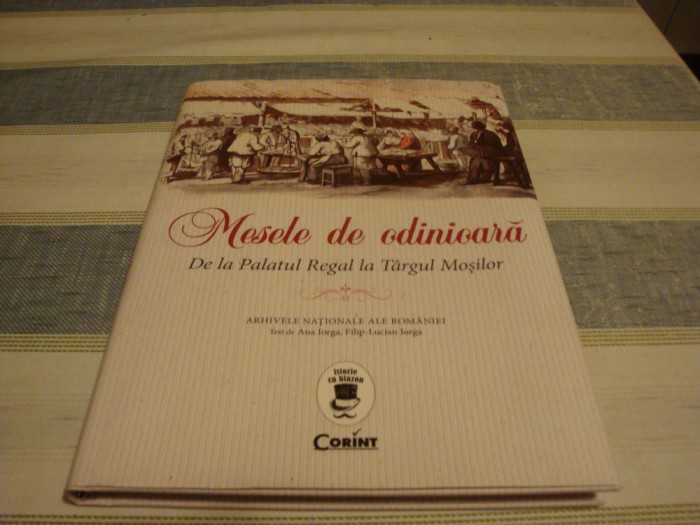 Mesele de odinioară
De la Palatul Regal la Târgul Moșilor
ARHIVELE NAȚIONALE ALE ROMÂNIEI
Text de Ana Iorga, Filip-Lucian Iorga
istorie
cu blazon
CORINT